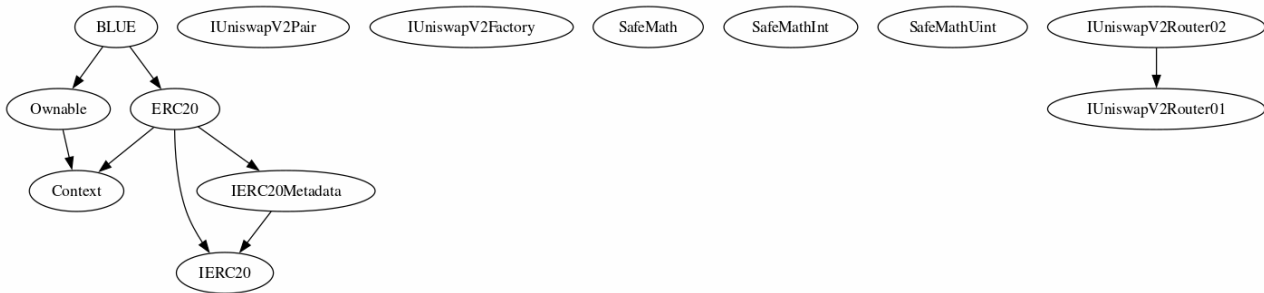 BLUE IUniswapV2Pair IUniswapV2Factory SafeMath SafeMathInt SafeMathUint IUniswapV2Router02
Ownable ERC20 IUniswapV2Router01
Context IERC20Metadata
IERC20